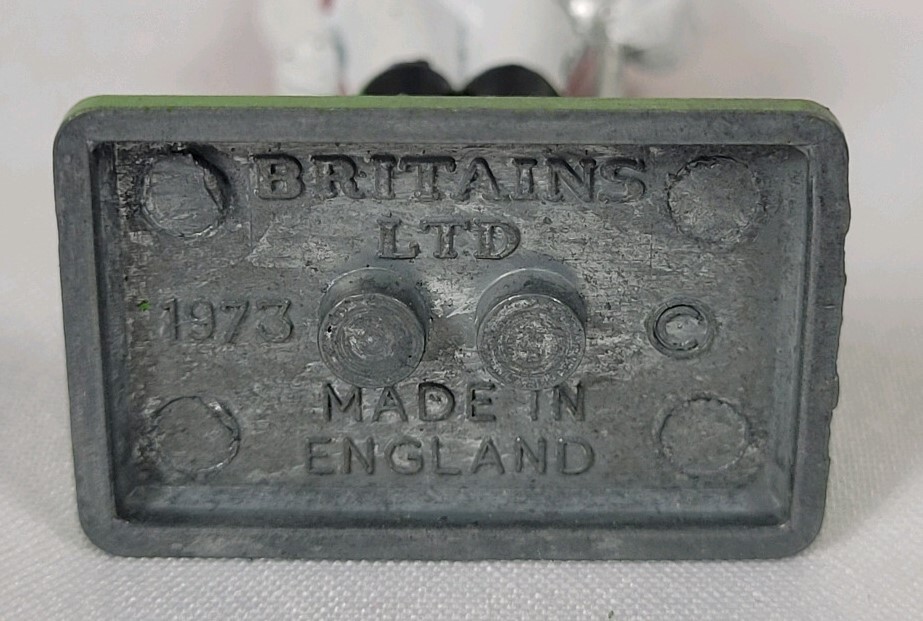 BRITAINS
LTD
1973 ©
MADE IN
ENGLAND